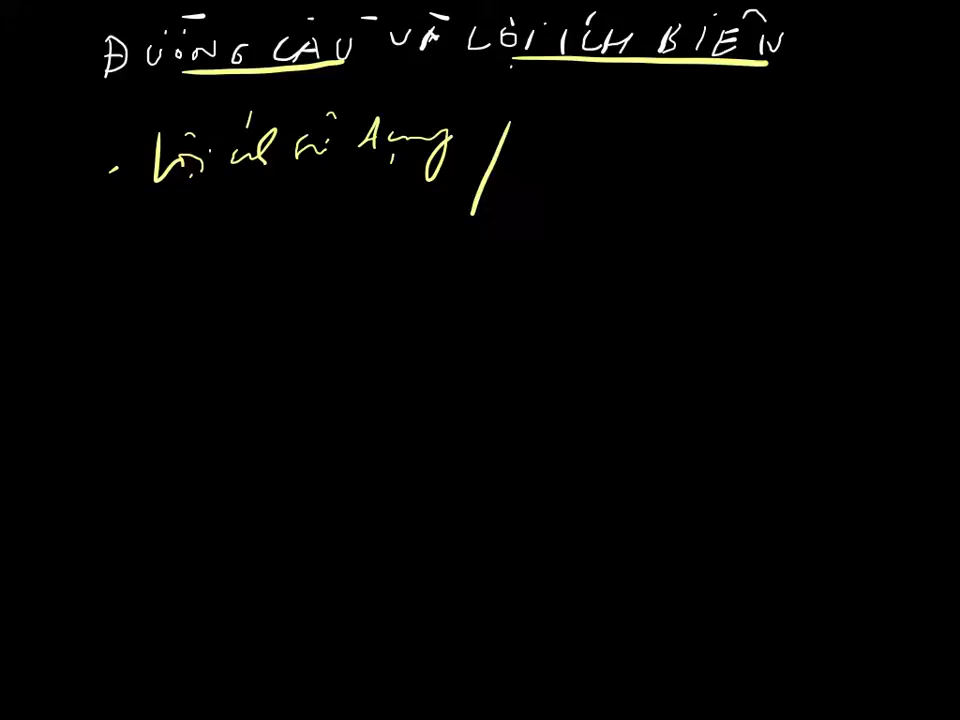 ĐƯỜNG CẦU VÀ LỢI ÍCH BIÊN
. Lợi ích sử dụng /